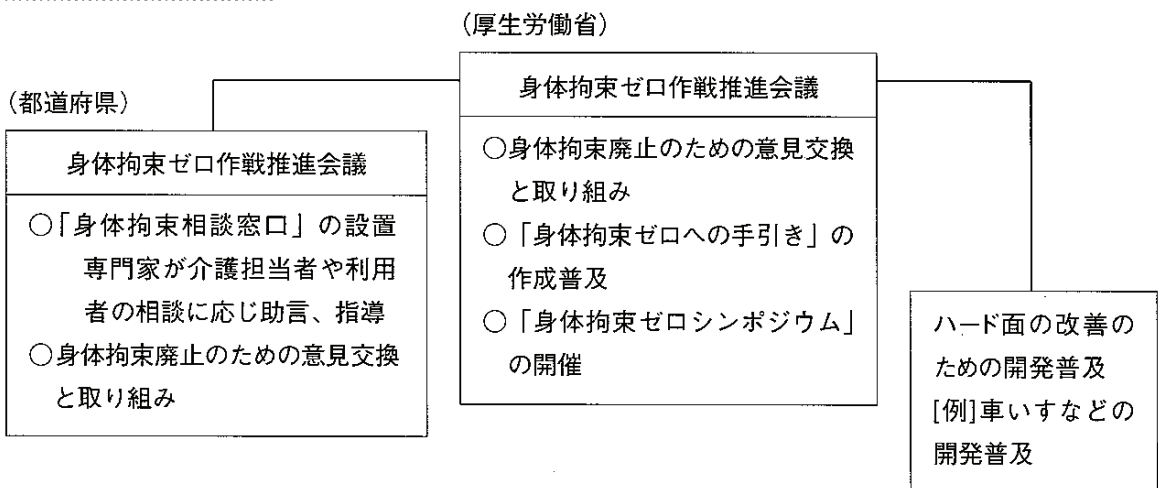 (厚生労働省)
身体拘束ゼロ作戦推進会議
○身体拘束廃止のための意見交換
と取り組み
○「身体拘束ゼロへの手引き」の
作成普及
○「身体拘束ゼロシンポジウム」
の開催
(都道府県)
身体拘束ゼロ作戦推進会議
○「身体拘束相談窓口」の設置
専門家が介護担当者や利用
者の相談に応じ助言、指導
○身体拘束廃止のための意見交換
と取り組み
ハード面の改善の
ための開発普及
[例]車いすなどの
開発普及